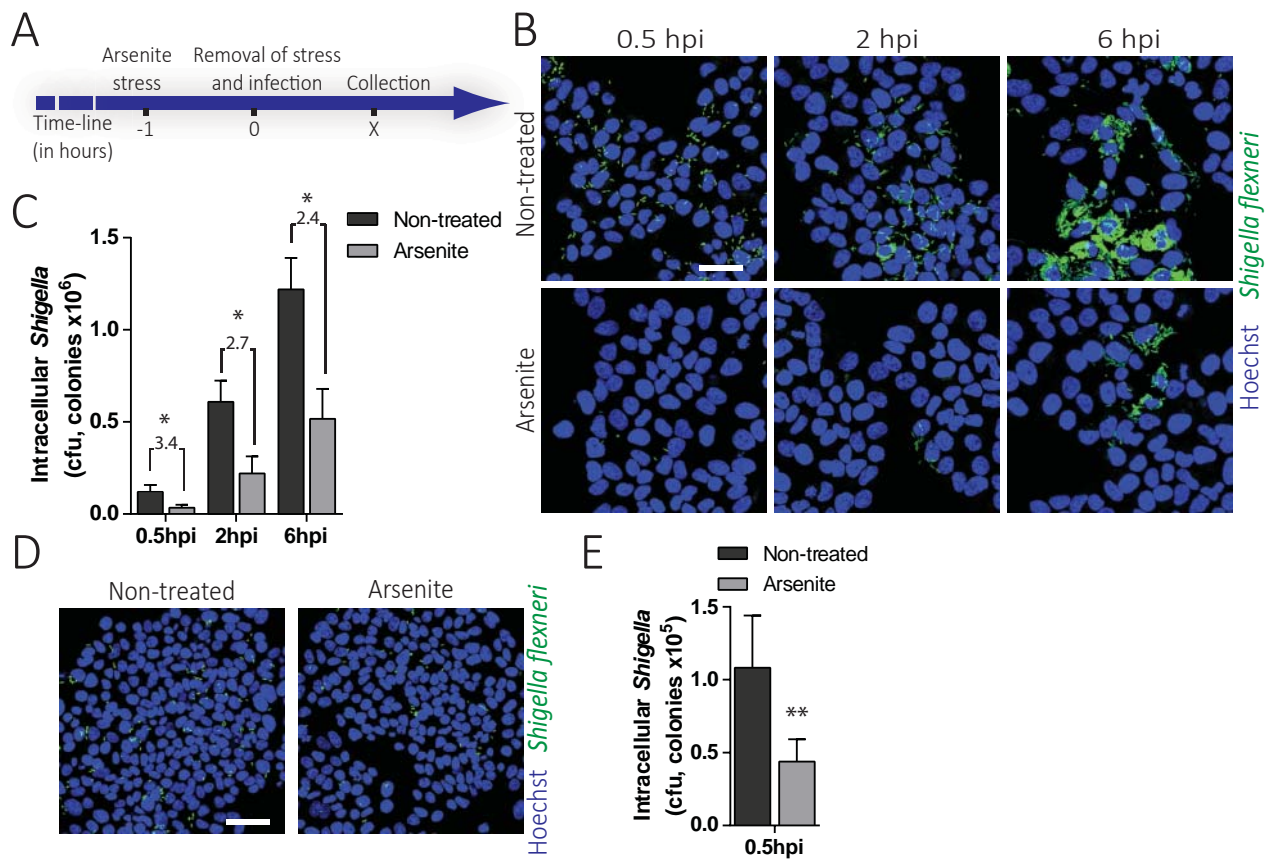 A
Arsenite
stress
Removal of stress
and infection
Collection
Time-line
(in hours)
-1
0
X
B
0.5 hpi
2 hpi
6 hpi
Non-treated
Arsenite
Hoechst Shigella flexneri
C
Non-treated
Arsenite
Intracellular Shigella
(cfu, colonies x10⁶)
1.5
1.0
0.5
0.0
*
3.4
*
2.7
*
2.4
0.5hpi
2hpi
6hpi
D
Non-treated
Arsenite
Hoechst Shigella flexneri
E
Non-treated
Arsenite
Intracellular Shigella
(cfu, colonies x10⁵)
1.5
1.0
0.5
0.0
**
0.5hpi